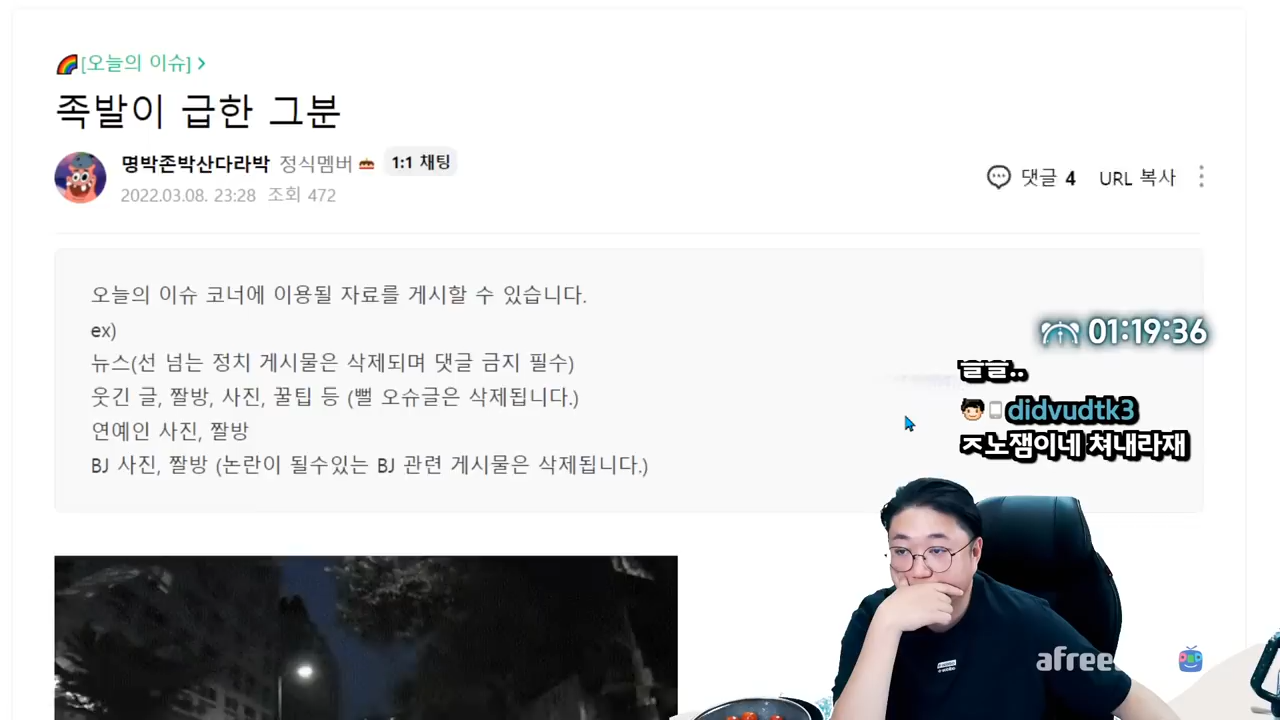 [오늘의 이슈] >
족발이 급한 그분
명박존박산다라박 정식멤버 1:1 채팅
2022.03.08. 23:28 조회 472
댓글 4 URL 복사
오늘의 이슈 코너에 이용될 자료를 게시할 수 있습니다.
ex)
뉴스(선 넘는 정치 게시물은 삭제되며 댓글 금지 필수)
웃긴 글, 짤방, 사진, 꿀팁 등 (뻘 오슈글은 삭제됩니다.)
연예인 사진, 짤방
BJ 사진, 짤방 (논란이 될수있는 BJ 관련 게시물은 삭제됩니다.)
01:19:36
글글..
didvudtk3
ㅈ노잼이네 쳐내라재
afree